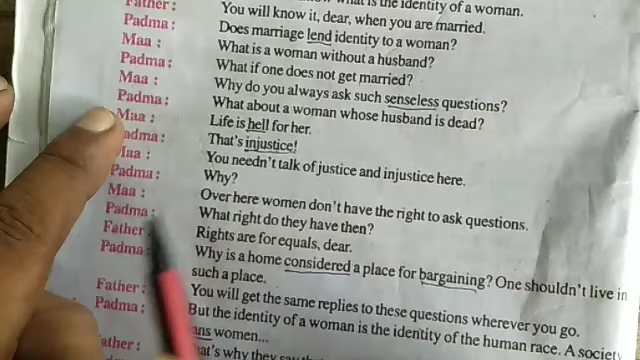 is the identity of a woman.
Father: You will know it, dear, when you are married.
Padma: Does marriage lend identity to a woman?
Maa: What is a woman without a husband?
Padma: What if one does not get married?
Maa: Why do you always ask such senseless questions?
Padma: What about a woman whose husband is dead?
Maa: Life is hell for her.
adma: That's injustice!
aa: You needn't talk of justice and injustice here.
Padma: Why?
Maa: Over here women don't have the right to ask questions.
Padma: What right do they have then?
Father Rights are for equals, dear.
Padma Why is a home considered a place for bargaining? One shouldn't live in
such a place.
Father: You will get the same replies to these questions wherever you go.
Padma: But the identity of a woman is the identity of the human race. A society
ans women...
ather: at's why they